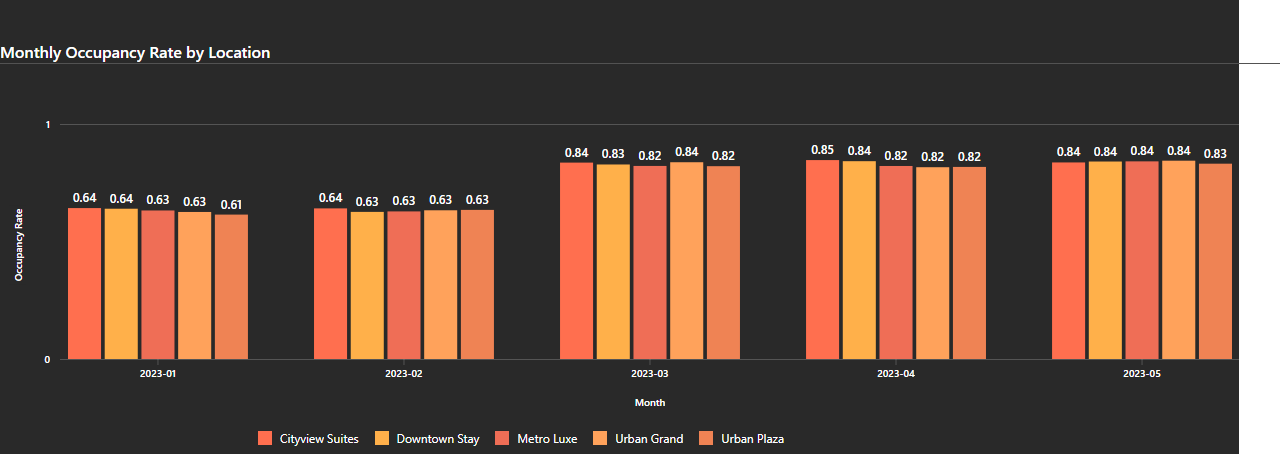 Monthly Occupancy Rate by Location
1
0.64 0.64 0.63 0.63 0.61 0.64 0.63 0.63 0.63 0.63 0.84 0.83 0.82 0.84 0.82 0.85 0.84 0.82 0.82 0.82 0.84 0.84 0.84 0.84 0.83
Occupancy Rate
0
2023-01 2023-02 2023-03 2023-04 2023-05
Month
Cityview Suites Downtown Stay Metro Luxe Urban Grand Urban Plaza